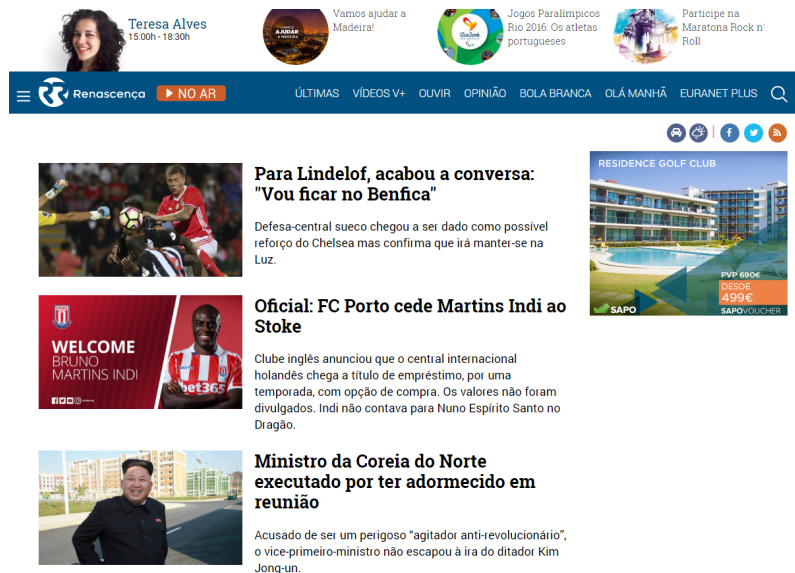 Teresa Alves
15:00h - 18:30h
VAMOS
AJUDAR
A MADEIRA
Vamos ajudar a
Madeira!
Rio2016
Jogos Paralímpicos
Rio 2016: Os atletas
portugueses
Participe na
Maratona Rock n'
Roll
Renascença
NO AR
ÚLTIMAS VÍDEOS V+ OUVIR OPINIÃO BOLA BRANCA OLÁ MANHÃ EURANET PLUS
Para Lindelof, acabou a conversa:
"Vou ficar no Benfica"
Defesa-central sueco chegou a ser dado como possível
reforço do Chelsea mas confirma que irá manter-se na
Luz.
RESIDENCE GOLF CLUB
PVP 690€
DESDE
499€
SAPO
SAPOVOUCHER
WELCOME
BRUNO
MARTINS INDI
bet365
Oficial: FC Porto cede Martins Indi ao
Stoke
Clube inglês anunciou que o central internacional
holandês chega a título de empréstimo, por uma
temporada, com opção de compra. Os valores não foram
divulgados. Indi não contava para Nuno Espírito Santo no
Dragão.
Ministro da Coreia do Norte
executado por ter adormecido em
reunião
Acusado de ser um perigoso “agitador anti-revolucionário”,
o vice-primeiro-ministro não escapou à ira do ditador Kim
Jong-un.